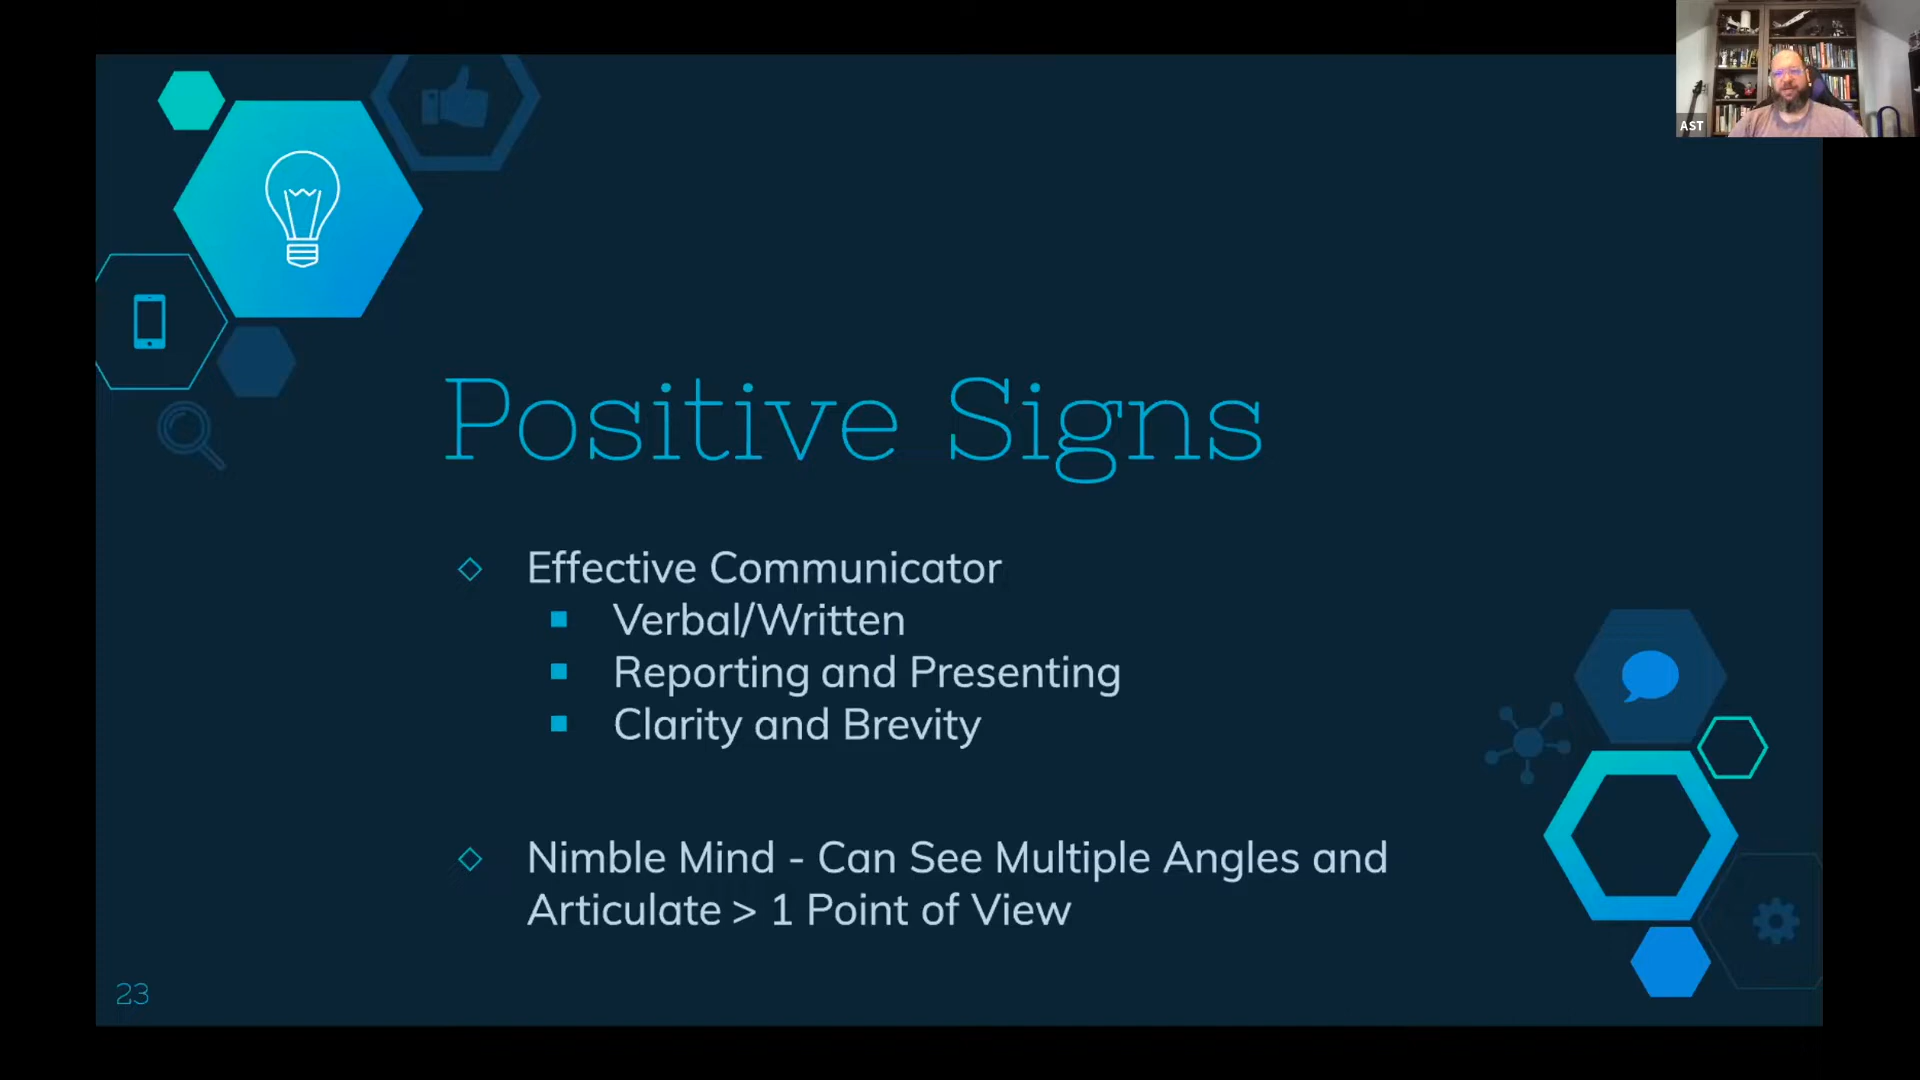 AST
Positive Signs
Effective Communicator
Verbal/Written
Reporting and Presenting
Clarity and Brevity
Nimble Mind - Can See Multiple Angles and
Articulate > 1 Point of View
23